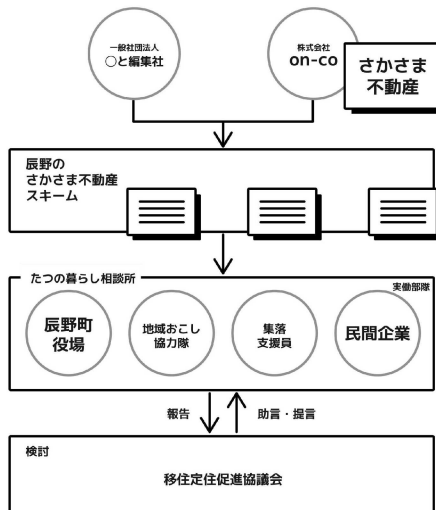 一般社団法人
○と編集社
株式会社
on-co
さかさま
不動産
辰野の
さかさま不動産
スキーム
たつの暮らし相談所
実働部隊
辰野町
役場
地域おこし
協力隊
集落
支援員
民間企業
報告
助言・提言
検討
移住定住促進協議会